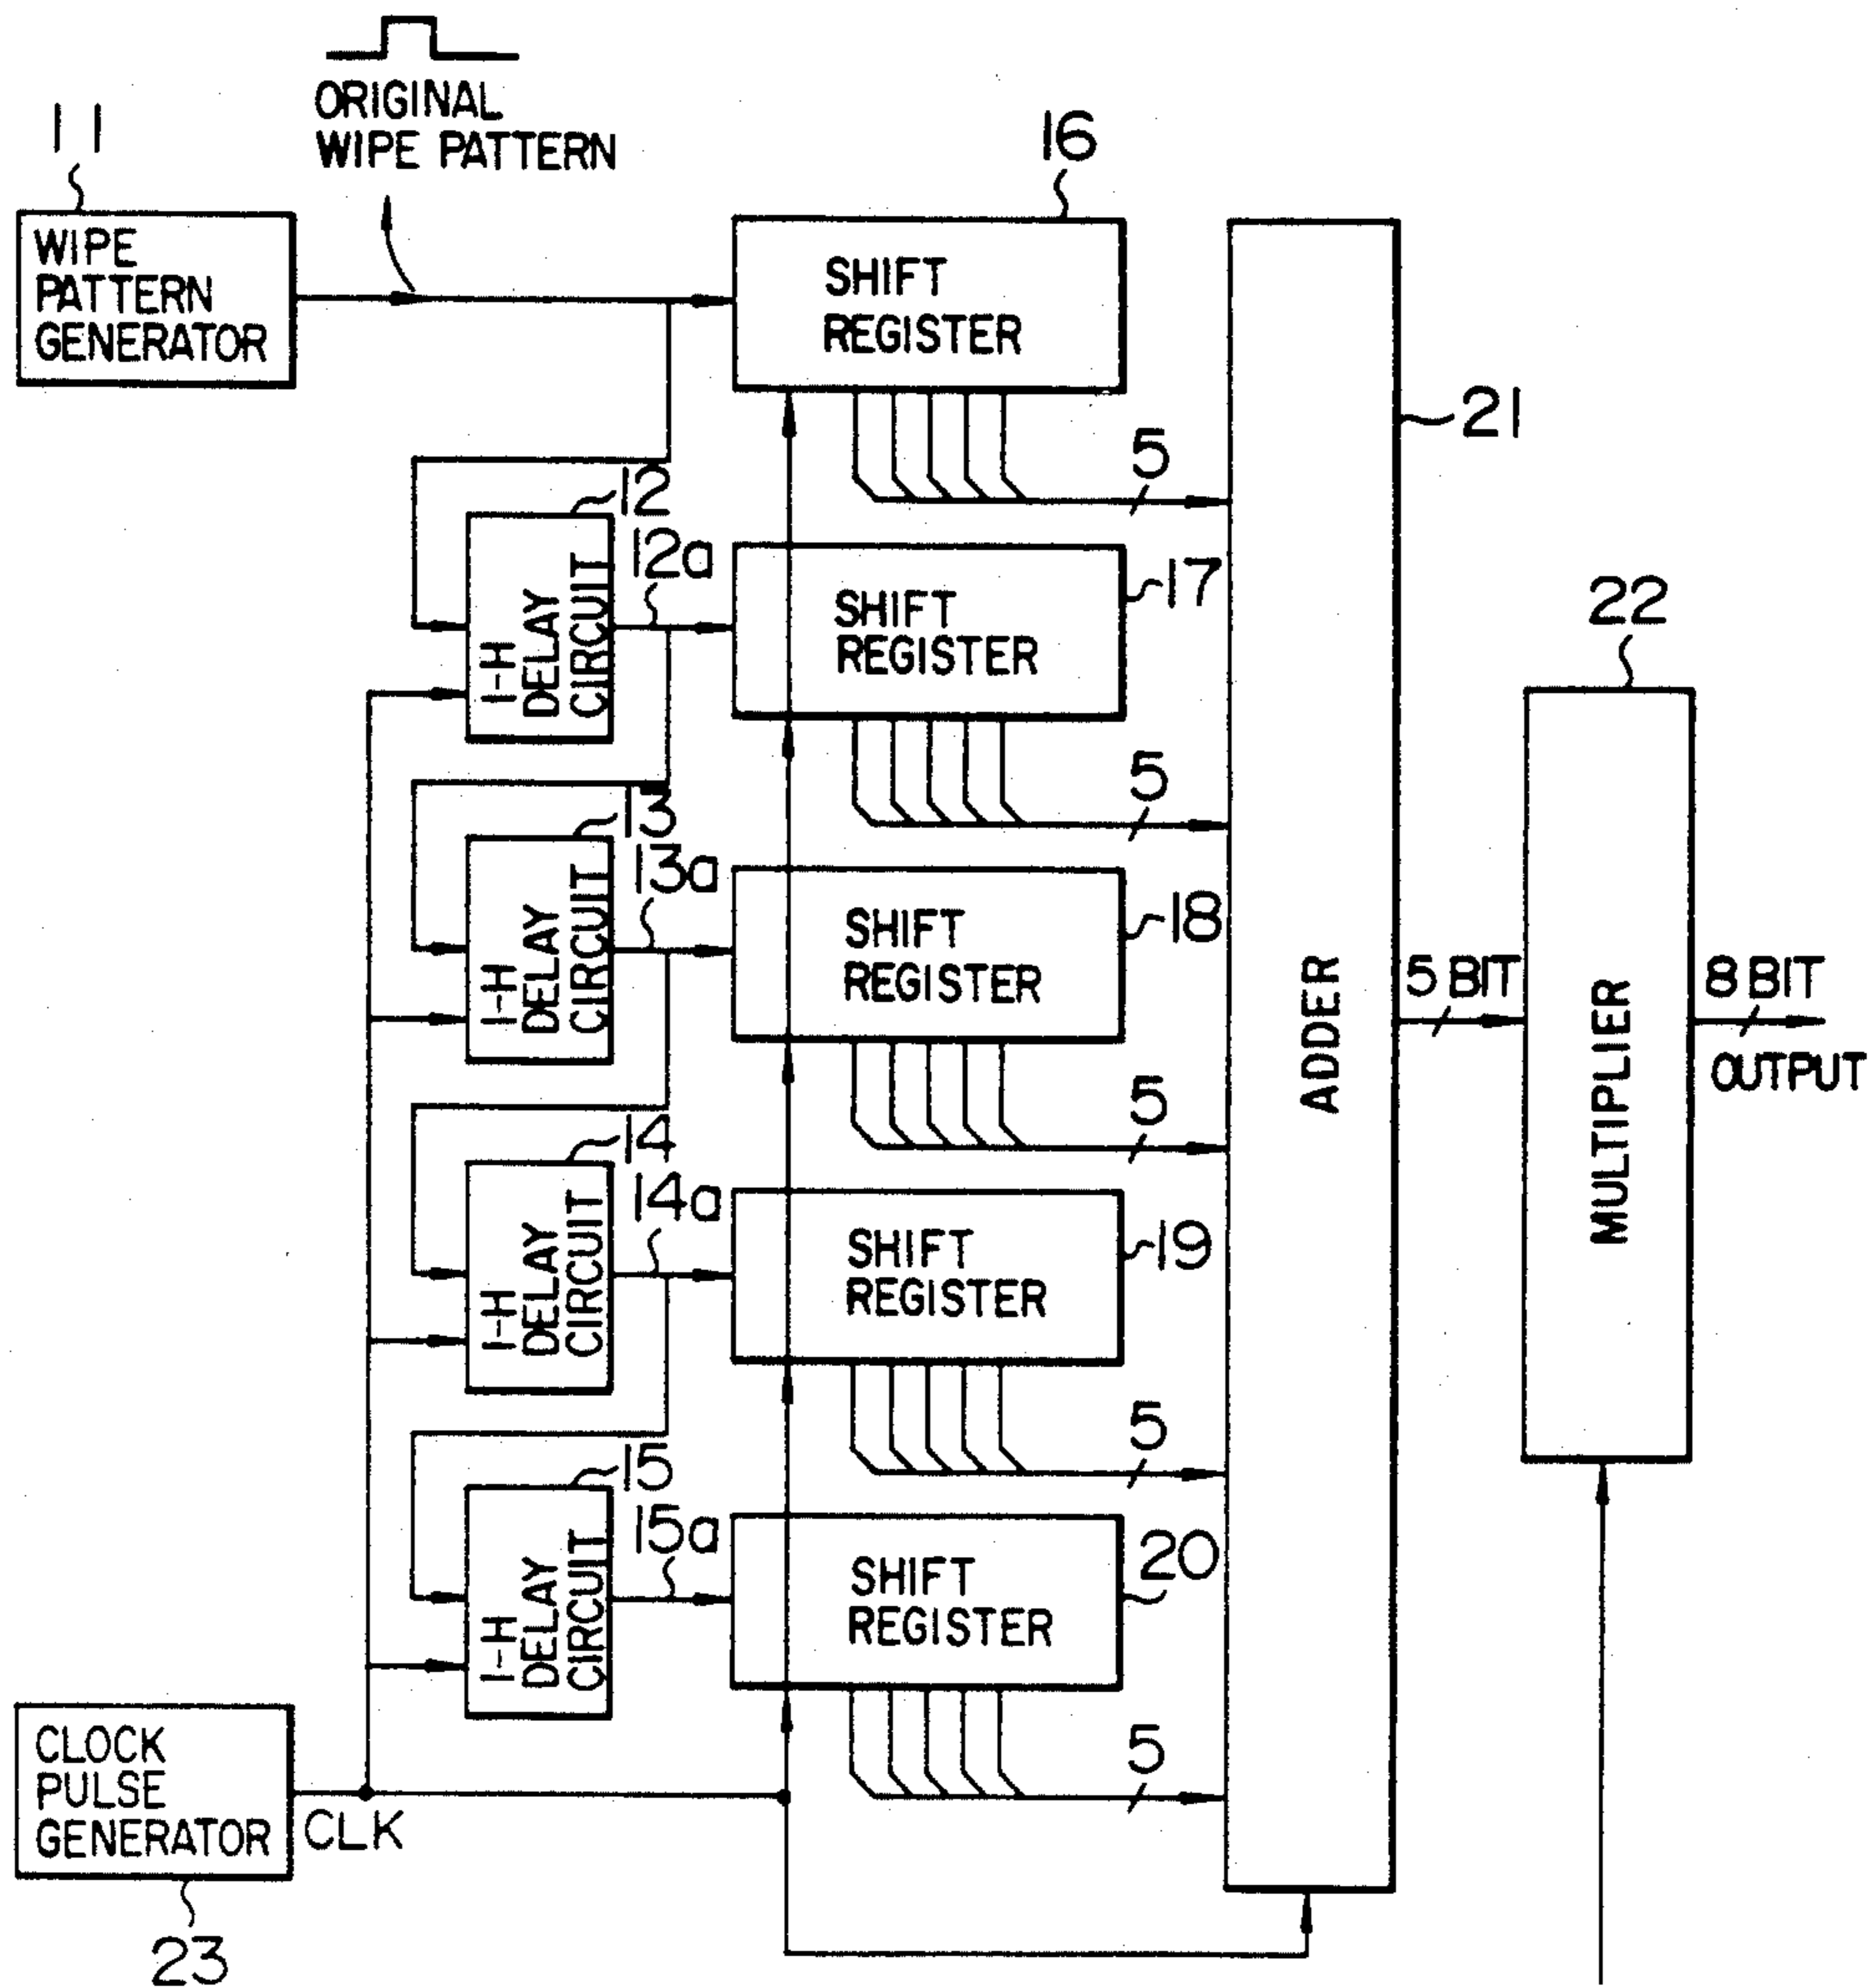 ORIGINAL
WIPE PATTERN
11
WIPE
PATTERN
GENERATOR
16
SHIFT
REGISTER
21
5
12
12a
1-H
DELAY
CIRCUIT
17
SHIFT
REGISTER
5
22
13
13a
1-H
DELAY
CIRCUIT
18
SHIFT
REGISTER
5
ADDER
5 BIT
MULTIPLIER
8 BIT
OUTPUT
14
14a
1-H
DELAY
CIRCUIT
19
SHIFT
REGISTER
5
15
15a
1-H
DELAY
CIRCUIT
20
SHIFT
REGISTER
5
CLOCK
PULSE
GENERATOR
CLK
23